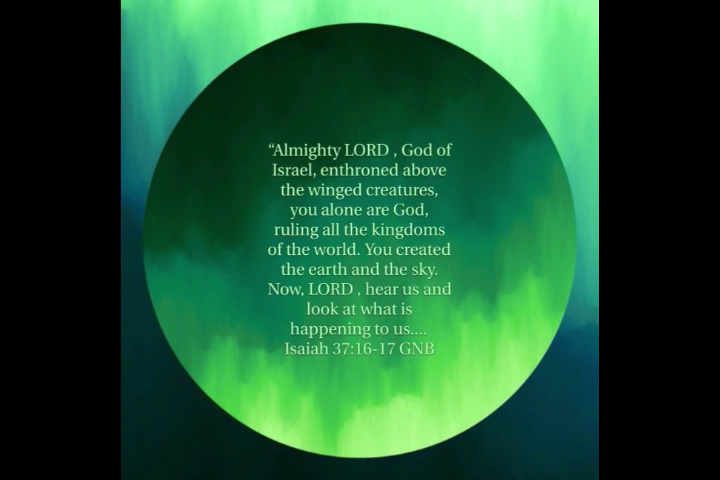 “Almighty LORD , God of
Israel, enthroned above
the winged creatures,
you alone are God,
ruling all the kingdoms
of the world. You created
the earth and the sky.
Now, LORD , hear us and
look at what is
happening to us....
Isaiah 37:16-17 GNB